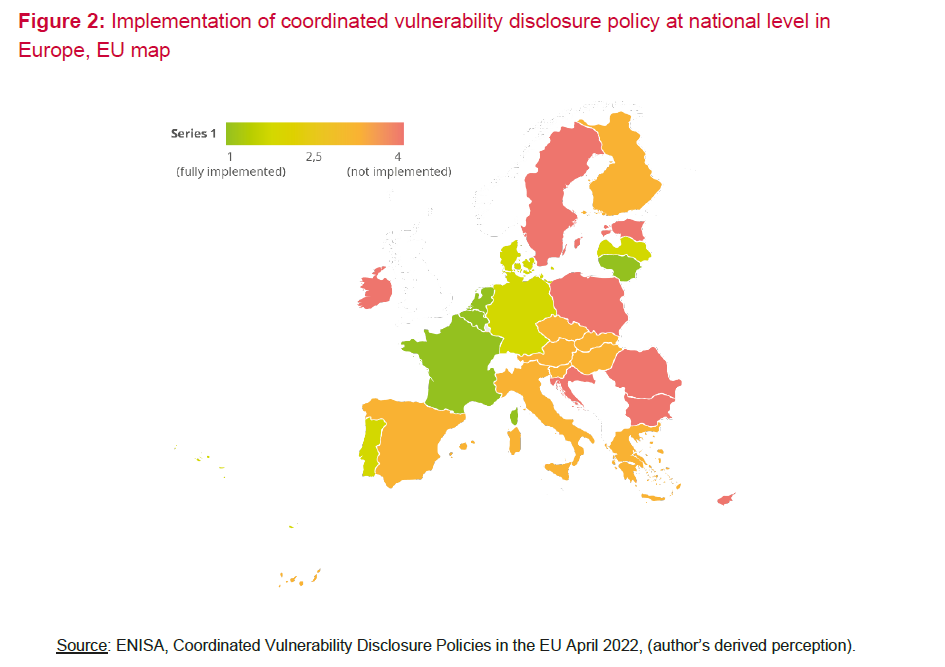 Figure 2: Implementation of coordinated vulnerability disclosure policy at national level in
Europe, EU map
Series 1
1 2,5 4
(fully implemented) (not implemented)
Source: ENISA, Coordinated Vulnerability Disclosure Policies in the EU April 2022, (author's derived perception).